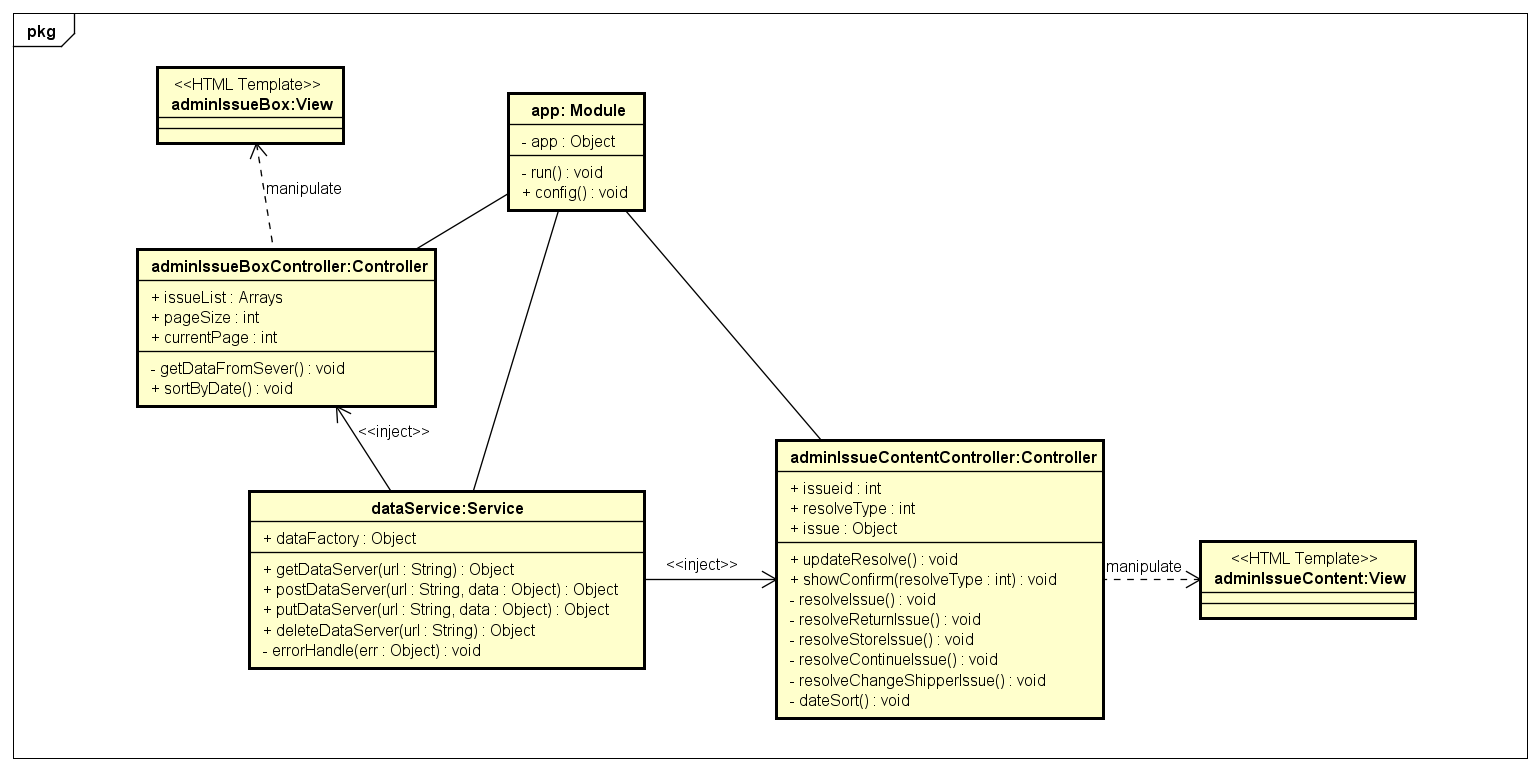 pkg
<<HTML Template>>
adminIssueBox:View
manipulate
app: Module
- app : Object
- run() : void
+ config() : void
adminIssueBoxController:Controller
+ issueList : Arrays
+ pageSize : int
+ currentPage : int
- getDataFromSever() : void
+ sortByDate() : void
<<inject>>
dataService:Service
+ dataFactory : Object
+ getDataServer(url : String) : Object
+ postDataServer(url : String, data : Object) : Object
+ putDataServer(url : String, data : Object) : Object
+ deleteDataServer(url : String) : Object
- errorHandle(err : Object) : void
<<inject>>
adminIssueContentController:Controller
+ issueid : int
+ resolveType : int
+ issue : Object
+ updateResolve() : void
+ showConfirm(resolveType : int) : void
- resolveIssue() : void
- resolveReturnIssue() : void
- resolveStoreIssue() : void
- resolveContinueIssue() : void
- resolveChangeShipperIssue() : void
- dateSort() : void
manipulate
<<HTML Template>>
adminIssueContent:View